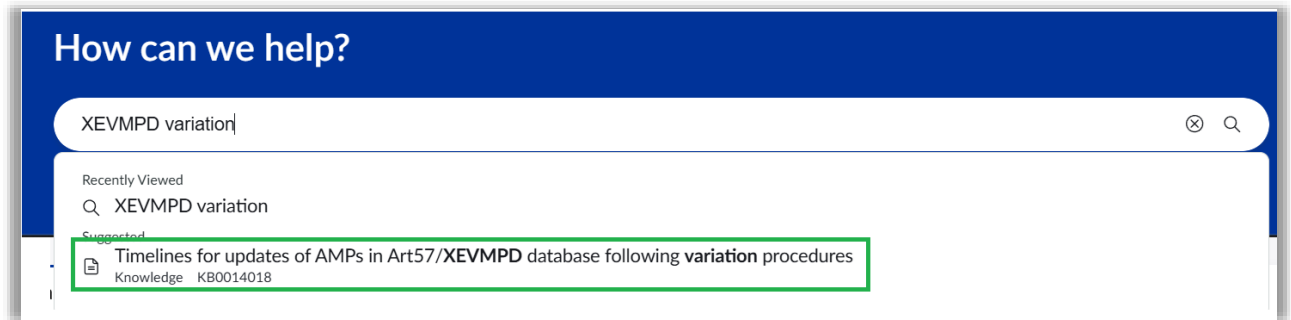 How can we help?
XEVMPD variation
Recently Viewed
XEVMPD variation
Suggested
Timelines for updates of AMPs in Art57/XEVMPD database following variation procedures
Knowledge KB0014018